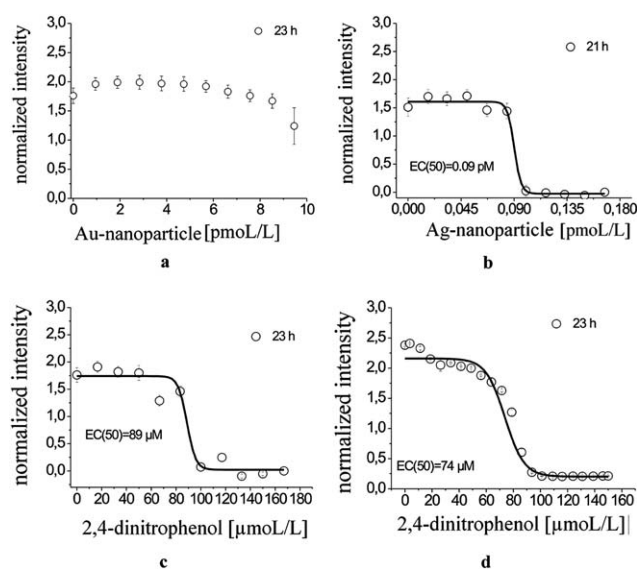 3,0
2,5
2,0
1,5
1,0
0,5
0,0
normalized intensity
23 h
0 2 4 6 8 10
Au-nanoparticle [pmoL/L]
a
3,0
2,5
2,0
1,5
1,0
0,5
0,0
normalized intensity
21 h
EC(50)=0.09 pM
0,000 0,045 0,090 0,135 0,180
Ag-nanoparticle [pmoL/L]
b
3,0
2,5
2,0
1,5
1,0
0,5
0,0
normalized intensity
23 h
EC(50)=89 µM
0 20 40 60 80 100 120 140 160 180
2,4-dinitrophenol [µmoL/L]
c
3,0
2,5
2,0
1,5
1,0
0,5
0,0
normalized intensity
23 h
EC(50)=74 µM
0 20 40 60 80 100 120 140 160
2,4-dinitrophenol [µmoL/L]
d